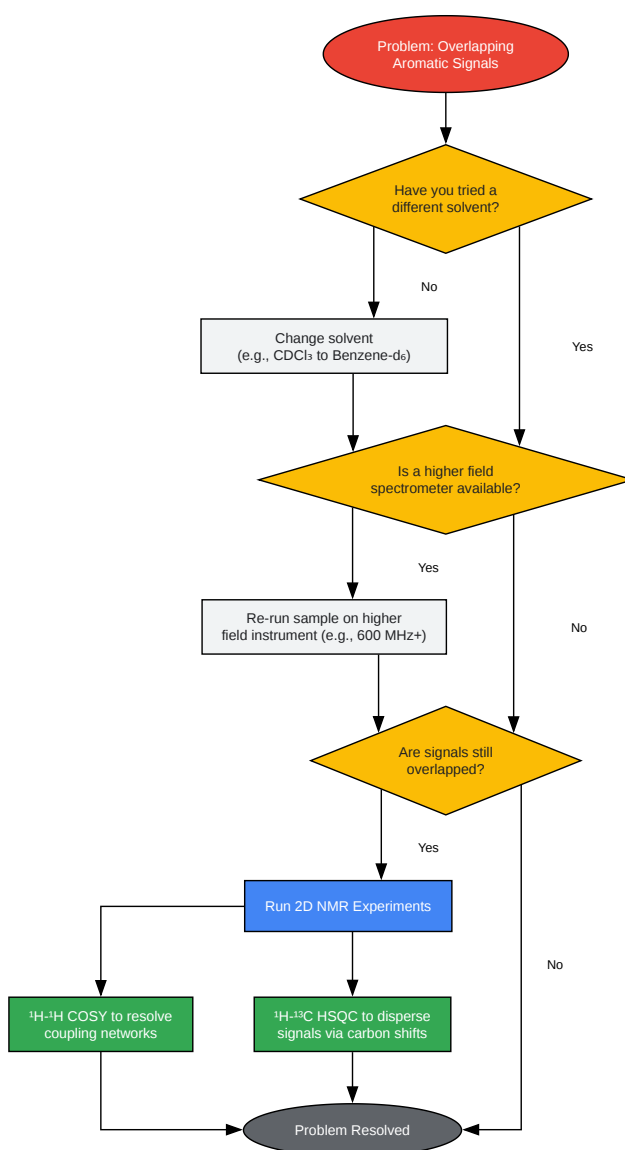 Problem: Overlapping
Aromatic Signals
Have you tried a
different solvent?
No
Change solvent
(e.g., CDCl₃ to Benzene-d₆)
Yes
Is a higher field
spectrometer available?
Yes
Re-run sample on higher
field instrument (e.g., 600 MHz+)
No
Are signals still
overlapped?
Yes
Run 2D NMR Experiments
No
¹H-¹H COSY to resolve
coupling networks
¹H-¹³C HSQC to disperse
signals via carbon shifts
Problem Resolved